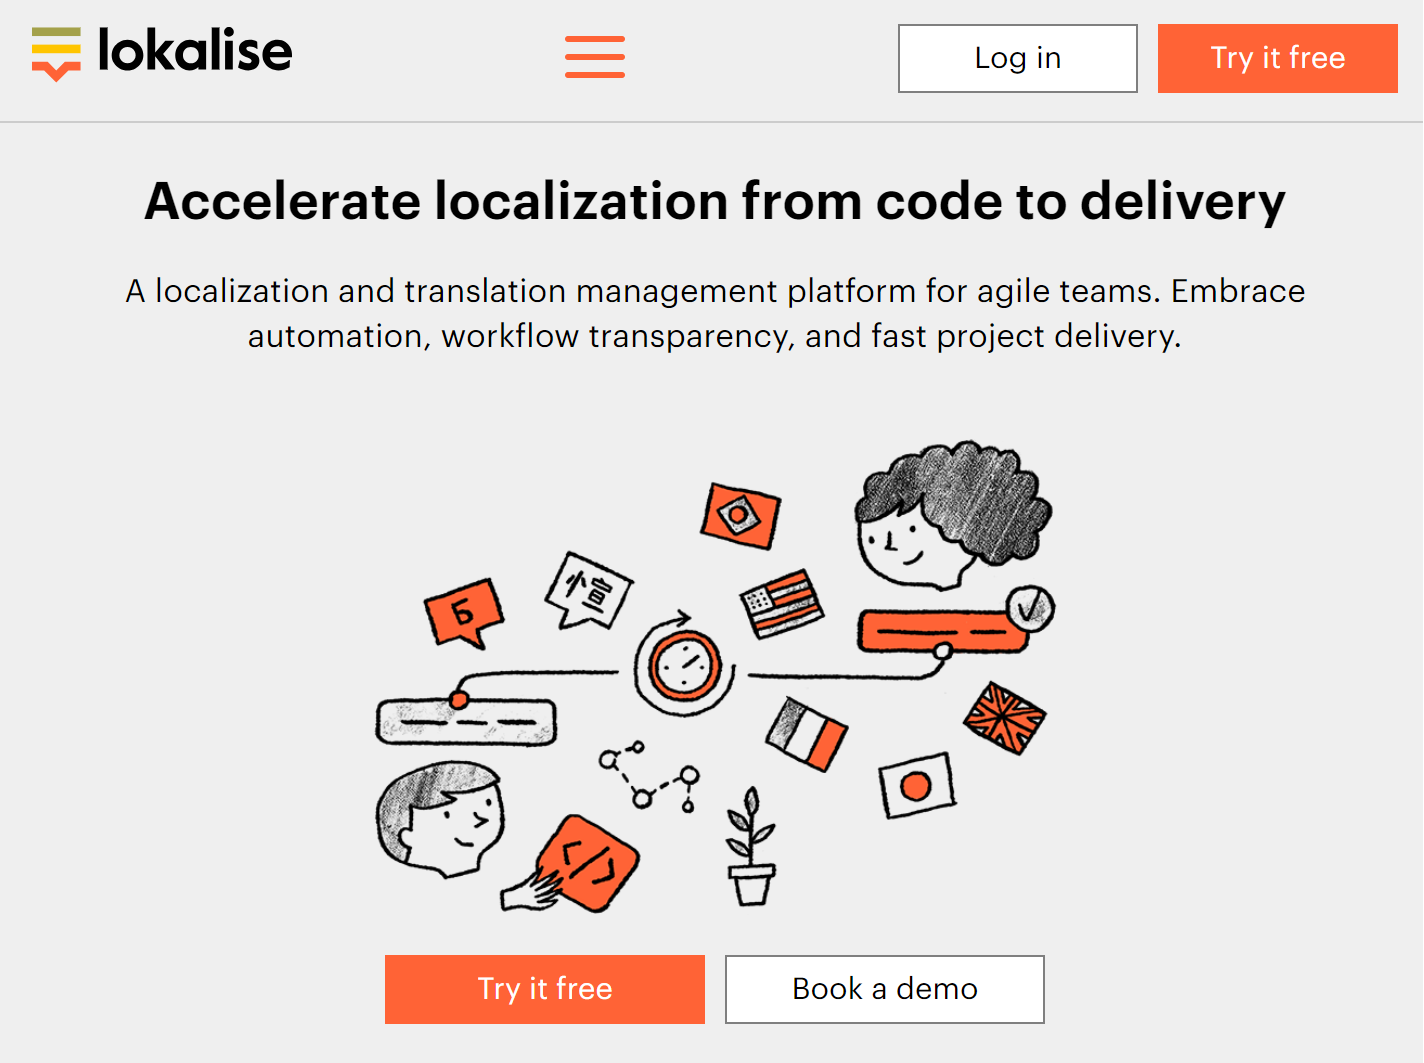 lokalise
Log in
Try it free
Accelerate localization from code to delivery
A localization and translation management platform for agile teams. Embrace
automation, workflow transparency, and fast project delivery.
Б
</>
Try it free
Book a demo